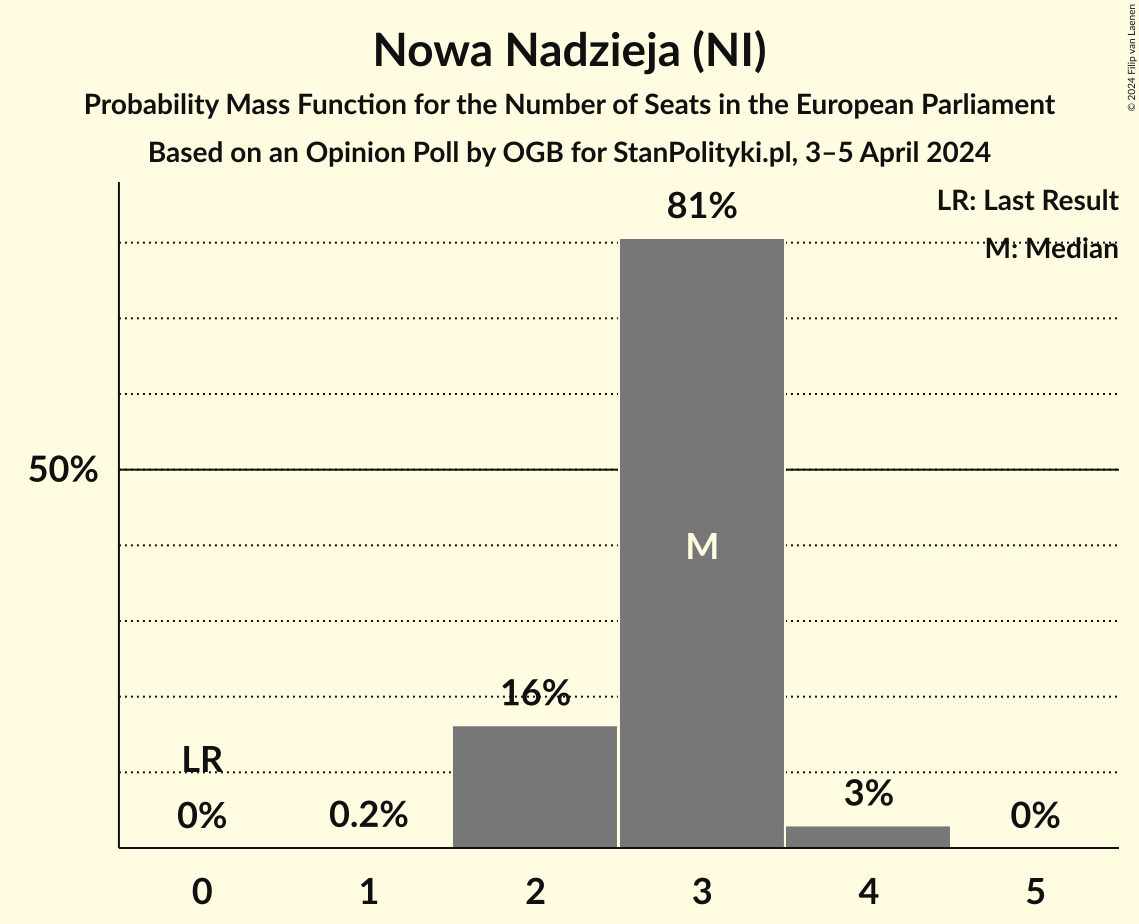 Nowa Nadzieja (NI)
Probability Mass Function for the Number of Seats in the European Parliament
Based on an Opinion Poll by OGB for StanPolityki.pl, 3–5 April 2024
© 2024 Filip van Laenen
LR: Last Result
M: Median
81%
50%
M
16%
LR
0%
0.2%
3%
0%
0 1 2 3 4 5